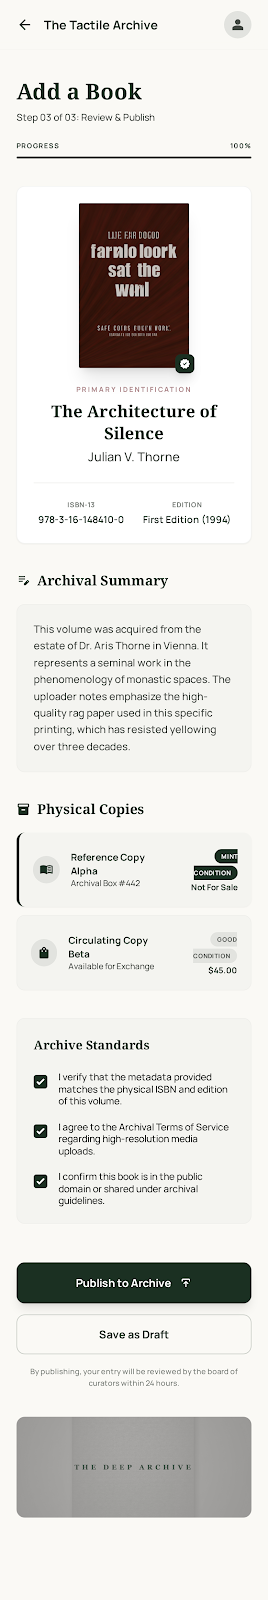 The Tactile Archive
Add a Book
Step 03 of 03: Review & Publish
PROGRESS 100%
farnlo loork
sat the
PRIMARY IDENTIFICATION
The Architecture of
Silence
Julian V. Thorne
ISBN-13 EDITION
978-3-16-148410-0 First Edition (1994)
Archival Summary
This volume was acquired from the
estate of Dr. Aris Thorne in Vienna. It
represents a seminal work in the
phenomenology of monastic spaces. The
uploader notes emphasize the high-
quality rag paper used in this specific
printing, which has resisted yellowing
over three decades.
Physical Copies
Reference Copy
Alpha
Archival Box #442
MINT
CONDITION
Not For Sale
Circulating Copy
Beta
Available for Exchange
GOOD
CONDITION
$45.00
Archive Standards
I verify that the metadata provided
matches the physical ISBN and edition
of this volume.
I agree to the Archival Terms of Service
regarding high-resolution media
uploads.
I confirm this book is in the public
domain or shared under archival
guidelines.
Publish to Archive
Save as Draft
By publishing, your entry will be reviewed by the board of
curators within 24 hours.
THE DEEP ARCHIVE